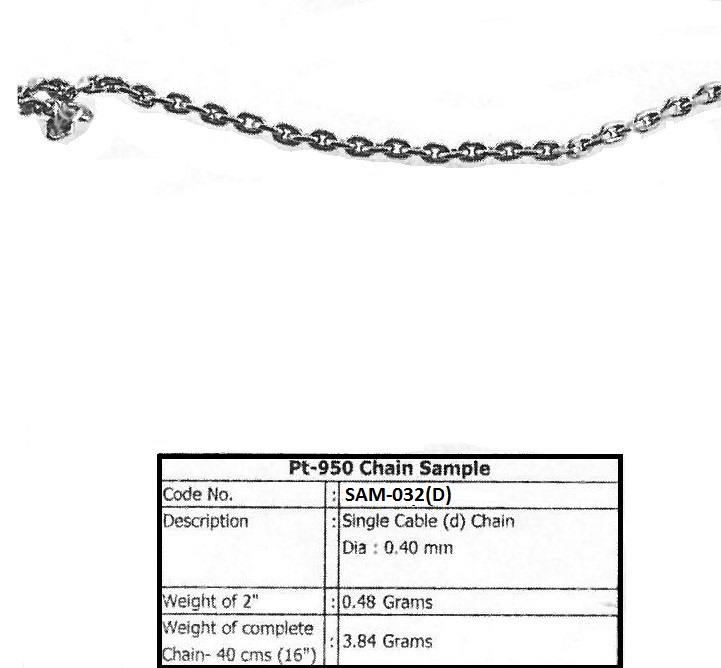 Pt-950 Chain Sample
Code No. : SAM-032(D)
Description : Single Cable (d) Chain
Dia : 0.40 mm
Weight of 2" : 0.48 Grams
Weight of complete
Chain- 40 cms (16") : 3.84 Grams